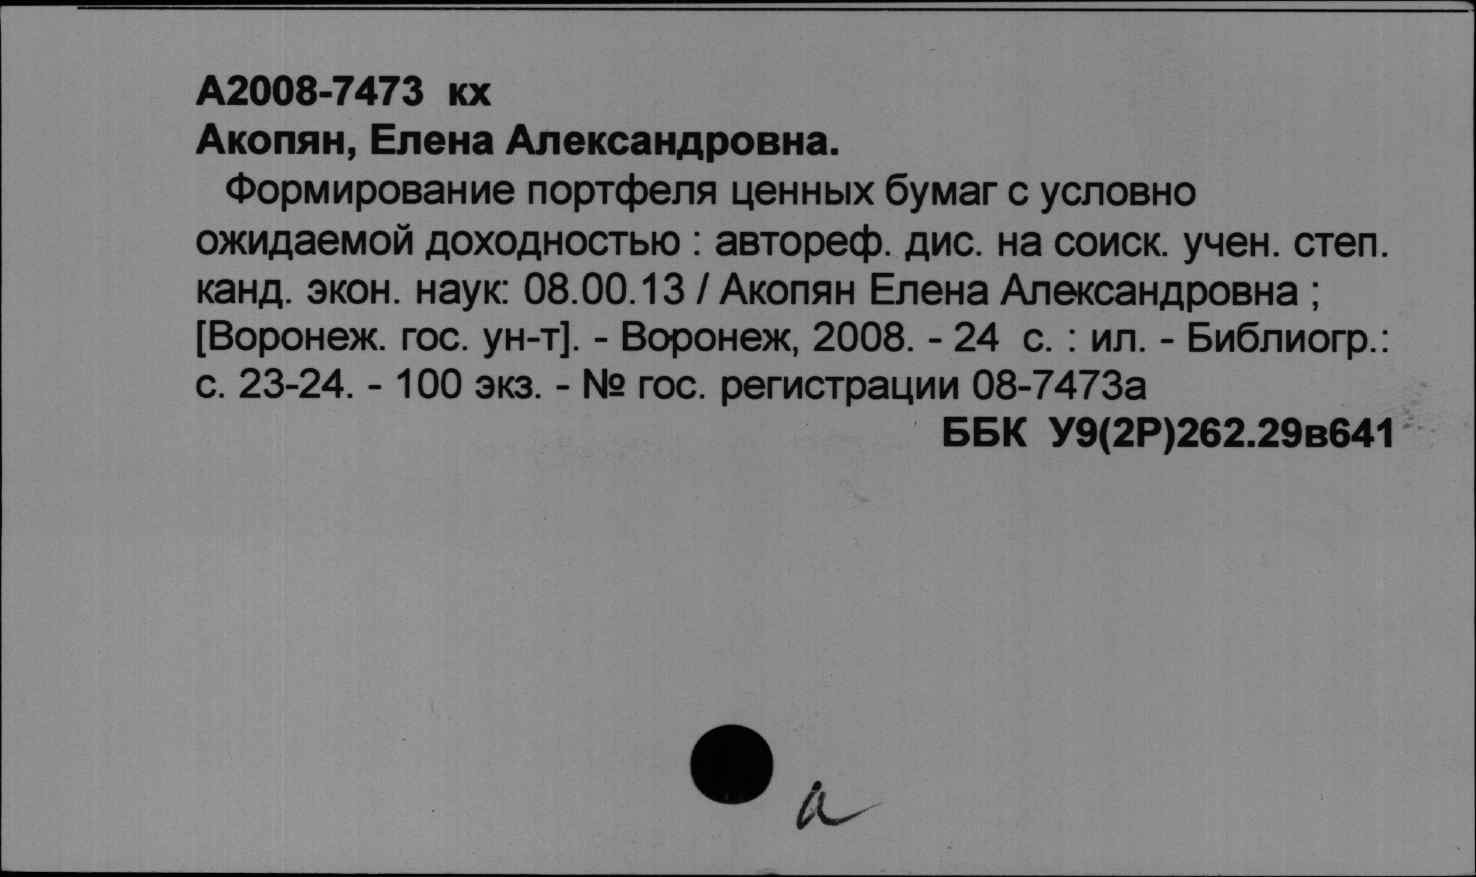 А2008-7473 кх
Акопян, Елена Александровна.
Формирование портфеля ценных бумаг с условно
ожидаемой доходностью : автореф. дис. на соиск. учен. степ.
канд. экон. наук: 08.00.13 / Акопян Елена Александровна ;
[Воронеж. гос. ун-т]. - Воронеж, 2008. - 24 с. : ил. - Библиогр.:
с. 23-24. - 100 экз. - № гос. регистрации 08-7473а
ББК У9(2Р)262.29в641
а